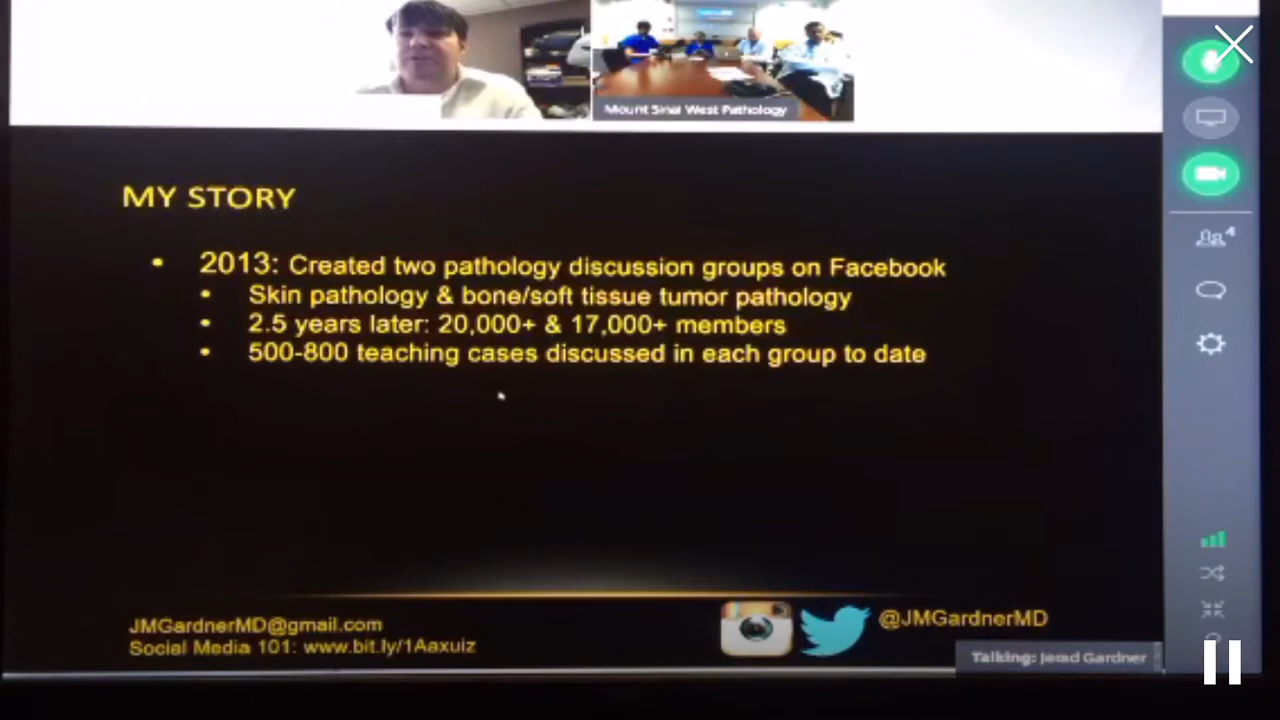 Mount Sinai West Pathology
MY STORY
4
• 2013: Created two pathology discussion groups on Facebook
• Skin pathology & bone/soft tissue tumor pathology
• 2.5 years later: 20,000+ & 17,000+ members
• 500-800 teaching cases discussed in each group to date
JMGardnerMD@gmail.com
Social Media 101: www.bit.ly/1Aaxuiz
@JMGardnerMD
Talking: Jerad Gardner